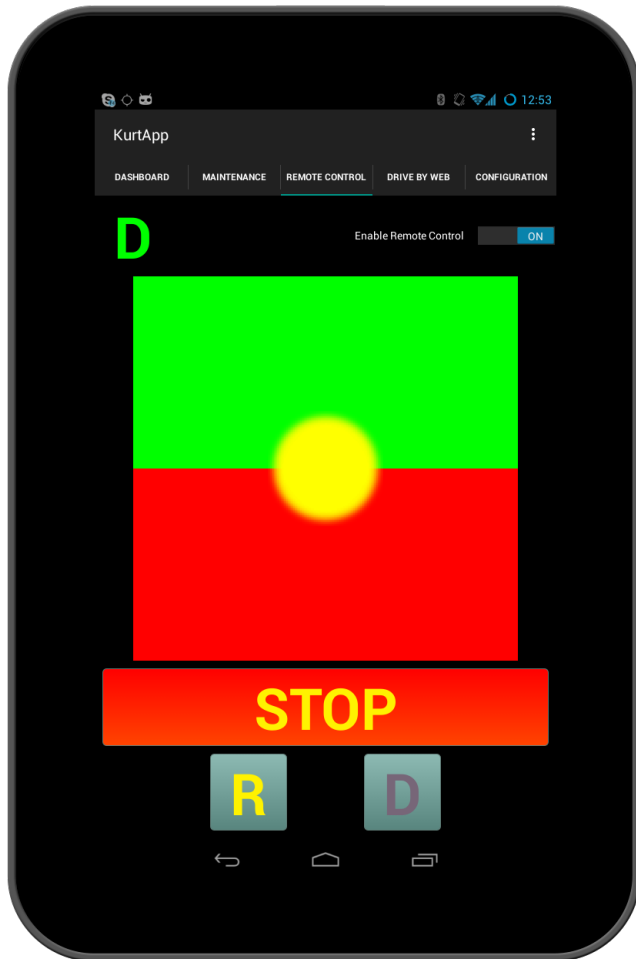 12:53
KurtApp
DASHBOARD MAINTENANCE REMOTE CONTROL DRIVE BY WEB CONFIGURATION
D Enable Remote Control ON
STOP
R D